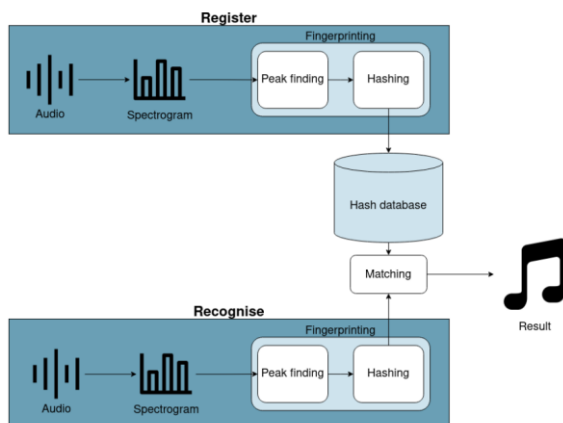 Register
Fingerprinting
Peak finding
Hashing
Audio
Spectrogram
Hash database
Matching
Result
Recognise
Fingerprinting
Peak finding
Hashing
Audio
Spectrogram